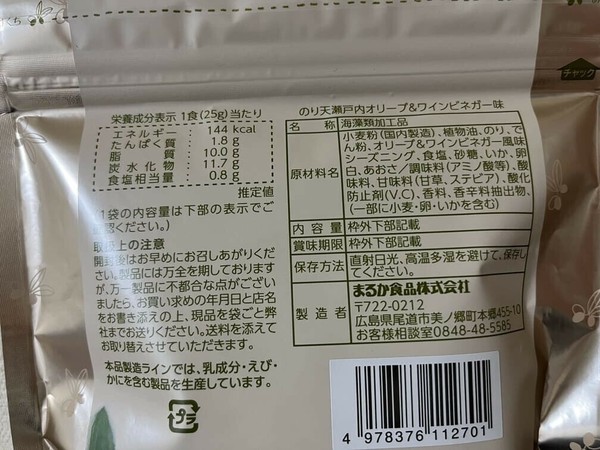 くち
チャック
栄養成分表示 1食(25g)当たり
エネルギー 144 kcal
たんぱく質 1.8 g
脂質 10.0 g
炭水化物 11.7 g
食塩相当量 0.8 g
推定値
1袋の内容量は下部の表示でご
確認ください。)
取扱上の注意
開封後はお早めにお召しあがりくださ
い。製品には万全を期しております
が、万一製品に不都合な点がござい
ましたら、お買い求めの年月日と店名
をお書き添えの上、現品を袋ごと弊
社までお送りください。送料を添えて
お取り替えさせていただきます。
本品製造ラインでは、乳成分・えび・
かにを含む製品を生産しています。
プラ
のり天瀬戸内オリーブ&ワインビネガー味
名称 海藻類加工品
原材料名 小麦粉(国内製造)、植物油、のり、で
ん粉、オリーブ&ワインビネガー風味
シーズニング、食塩、砂糖、いか、卵
白、あおさ/調味料(アミノ酸等)、酸
味料、甘味料(甘草、ステビア)、酸化
防止剤(V.C)、香料、香辛料抽出物、
(一部に小麦・卵・いかを含む)
内容量 枠外下部記載
賞味期限 枠外下部記載
保存方法 直射日光、高温多湿を避けて、保存し
てください。
製造者 まるか食品株式会社
〒722-0212
広島県尾道市美ノ郷町本郷455-10
お客様相談室0848-48-5585
4 978376 112701